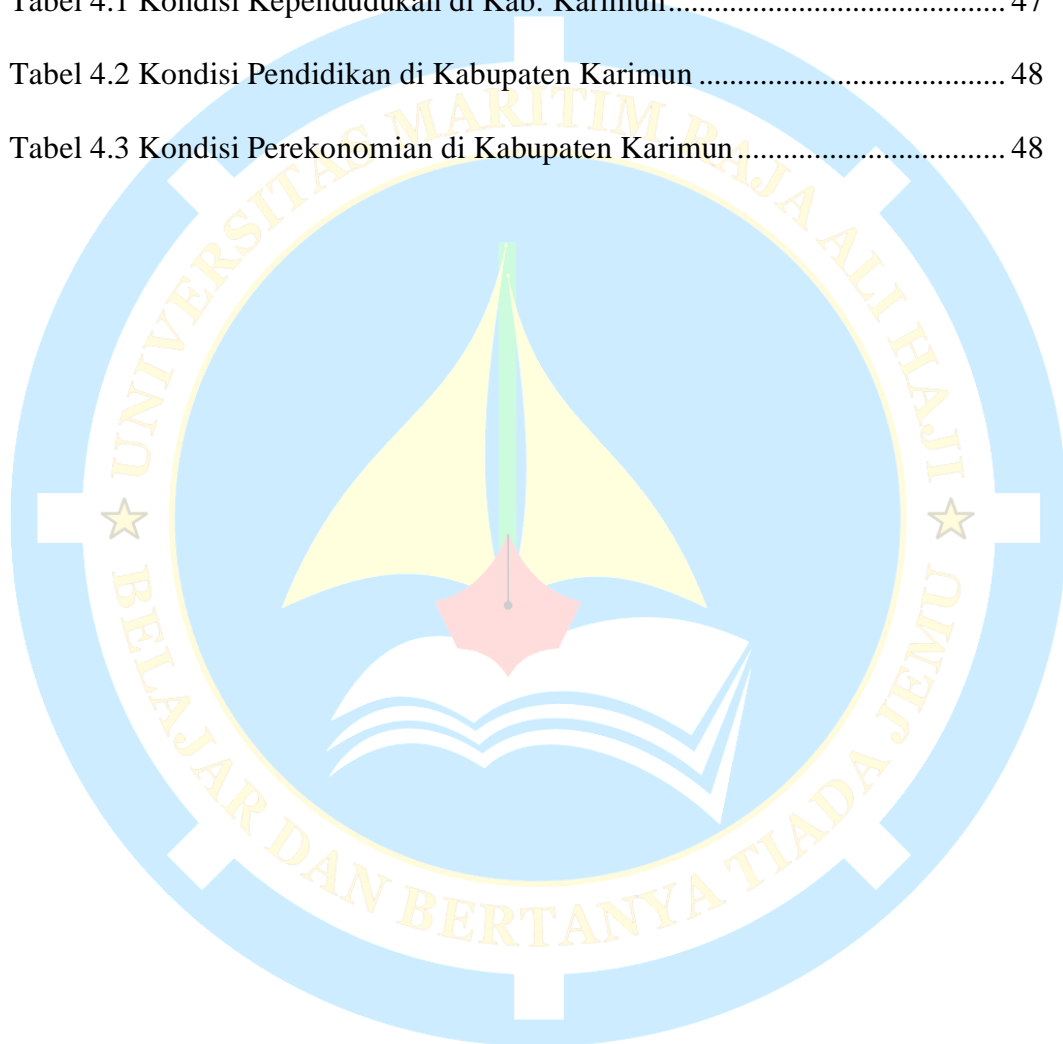 Tabel 4.1 Kondisi Kependudukan di Kab. Karimun..................................... 47
Tabel 4.2 Kondisi Pendidikan di Kabupaten Karimun .................................. 48
Tabel 4.3 Kondisi Perekonomian di Kabupaten Karimun.............................. 48
UNIVERSITAS MARITIM RAJA ALI HAJI
BELAJAR DAN BERTANYA TIADA JEMU